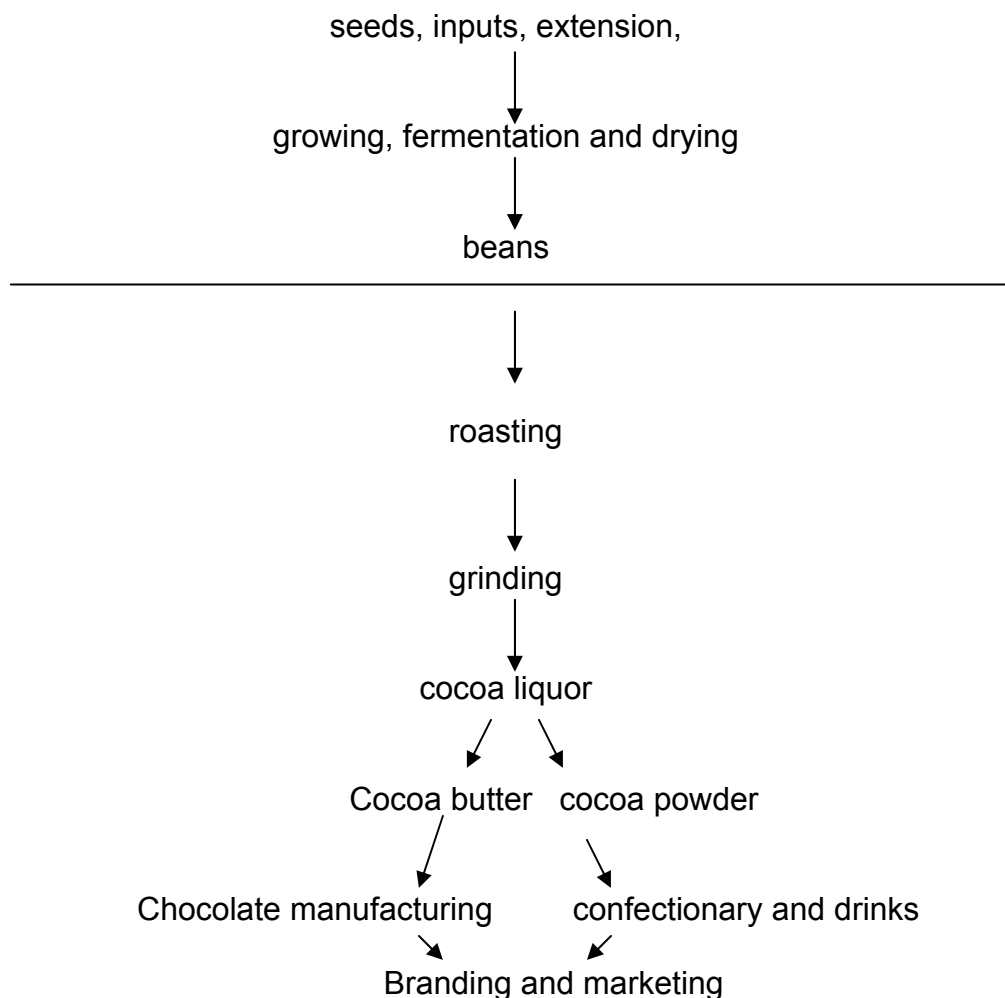 seeds, inputs, extension,
growing, fermentation and drying
beans
roasting
grinding
cocoa liquor
Cocoa butter cocoa powder
Chocolate manufacturing confectionary and drinks
Branding and marketing